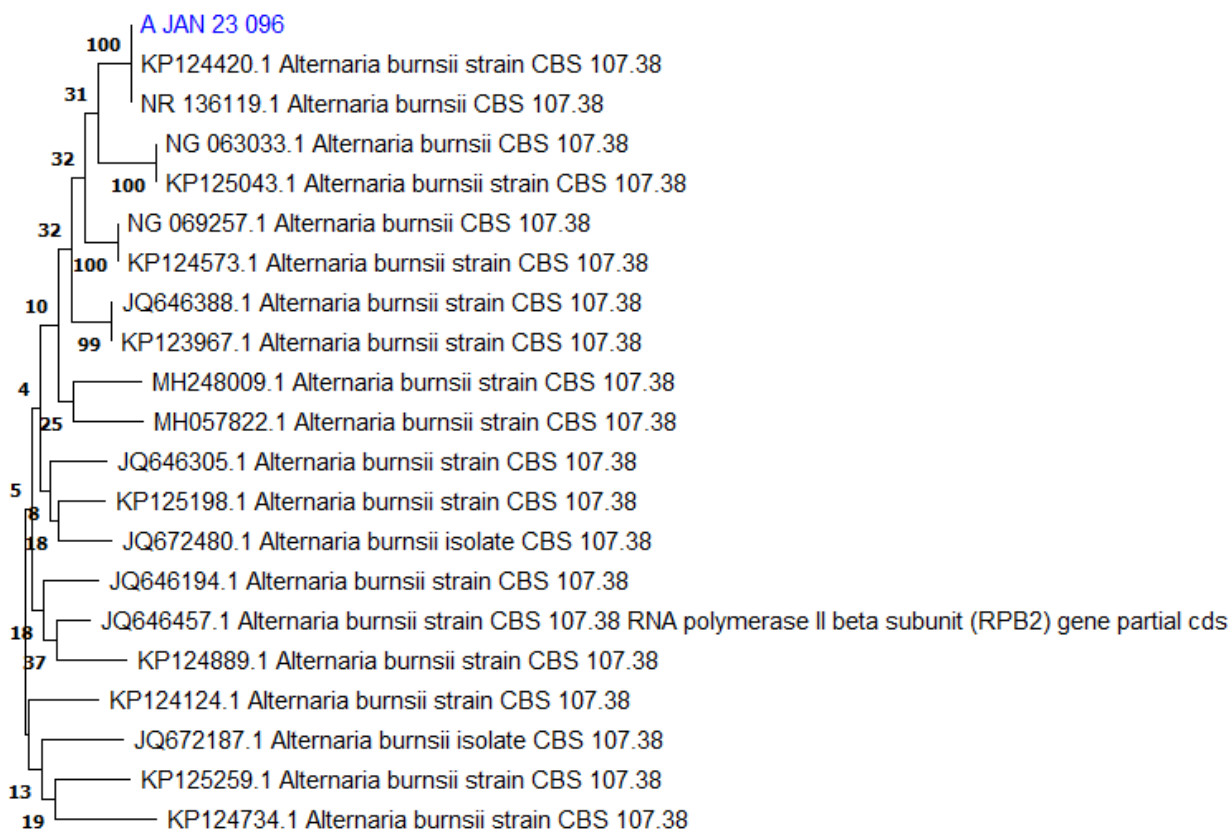 A JAN 23 096
100
KP124420.1 Alternaria burnsii strain CBS 107.38
31
NR 136119.1 Alternaria burnsii CBS 107.38
NG 063033.1 Alternaria burnsii CBS 107.38
32
100 KP125043.1 Alternaria burnsii strain CBS 107.38
NG 069257.1 Alternaria burnsii CBS 107.38
32
100 KP124573.1 Alternaria burnsii strain CBS 107.38
JQ646388.1 Alternaria burnsii strain CBS 107.38
10
99 KP123967.1 Alternaria burnsii strain CBS 107.38
MH248009.1 Alternaria burnsii strain CBS 107.38
4
25 MH057822.1 Alternaria burnsii strain CBS 107.38
JQ646305.1 Alternaria burnsii strain CBS 107.38
5
KP125198.1 Alternaria burnsii strain CBS 107.38
8
18 JQ672480.1 Alternaria burnsii isolate CBS 107.38
JQ646194.1 Alternaria burnsii strain CBS 107.38
JQ646457.1 Alternaria burnsii strain CBS 107.38 RNA polymerase II beta subunit (RPB2) gene partial cds
18
37 KP124889.1 Alternaria burnsii strain CBS 107.38
KP124124.1 Alternaria burnsii strain CBS 107.38
JQ672187.1 Alternaria burnsii isolate CBS 107.38
KP125259.1 Alternaria burnsii strain CBS 107.38
13
19 KP124734.1 Alternaria burnsii strain CBS 107.38